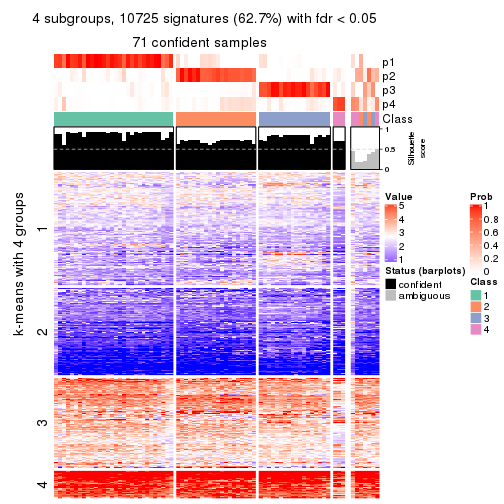 4 subgroups, 10725 signatures (62.7%) with fdr < 0.05
71 confident samples
p1
p2
p3
p4
Class
1
0.5
0
Silhouette
score
k-means with 4 groups
1
2
3
4
Value
5
4
3
2
1
Status (barplots)
confident
ambiguous
Prob
1
0.8
0.6
0.4
0.2
0
Class
1
2
3
4